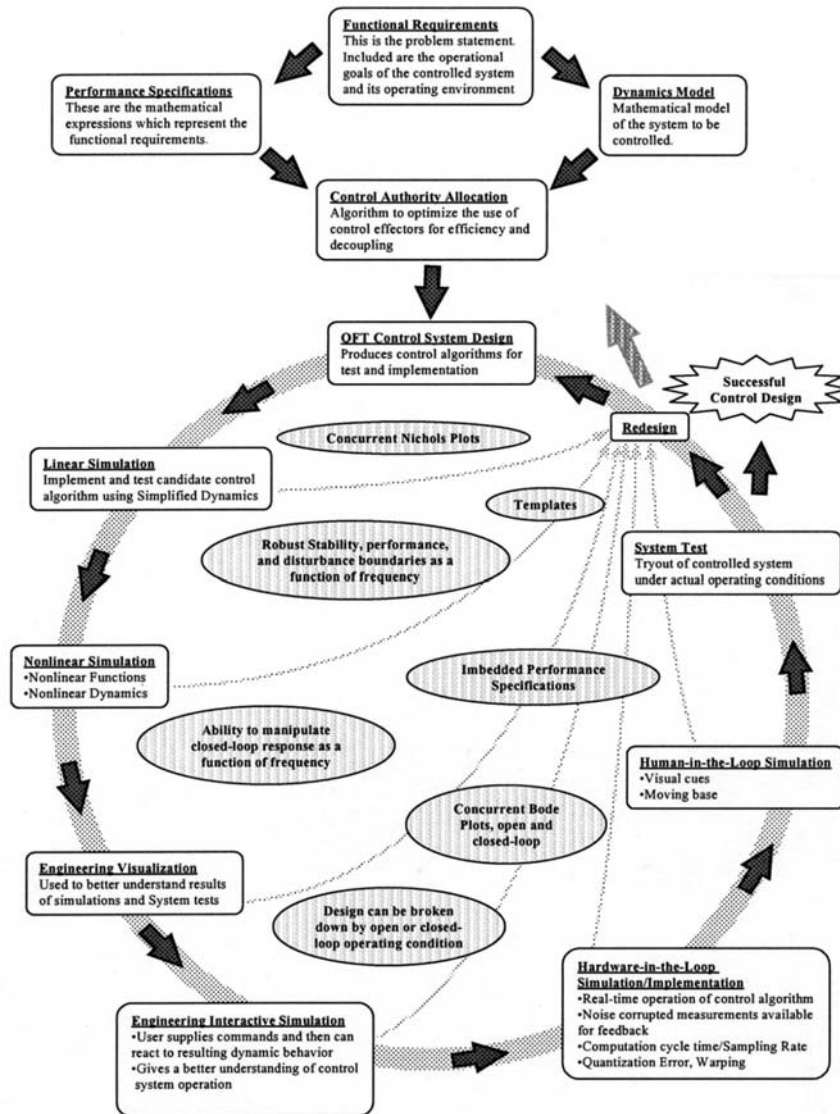 Functional Requirements
This is the problem statement.
Included are the operational
goals of the controlled system
and its operating environment
Performance Specifications
These are the mathematical
expressions which represent the
functional requirements.
Dynamics Model
Mathematical model
of the system to be
controlled.
Control Authority Allocation
Algorithm to optimize the use of
control effectors for efficiency and
decoupling
QFT Control System Design
Produces control algorithms for
test and implementation
Successful
Control Design
Redesign
Concurrent Nichols Plots
Linear Simulation
Implement and test candidate control
algorithm using Simplified Dynamics
Templates
Robust Stability, performance,
and disturbance boundaries as a
function of frequency
System Test
Tryout of controlled system
under actual operating conditions
Nonlinear Simulation
•Nonlinear Functions
•Nonlinear Dynamics
Imbedded Performance
Specifications
Ability to manipulate
closed-loop response as a
function of frequency
Human-in-the-Loop Simulation
•Visual cues
•Moving base
Concurrent Bode
Plots, open and
closed-loop
Engineering Visualization
Used to better understand results
of simulations and System tests
Design can be broken
down by open or closed-
loop operating condition
Hardware-in-the-Loop
Simulation/Implementation
•Real-time operation of control algorithm
•Noise corrupted measurements available
for feedback
•Computation cycle time/Sampling Rate
•Quantization Error, Warping
Engineering Interactive Simulation
•User supplies commands and then can
react to resulting dynamic behavior
•Gives a better understanding of control
system operation